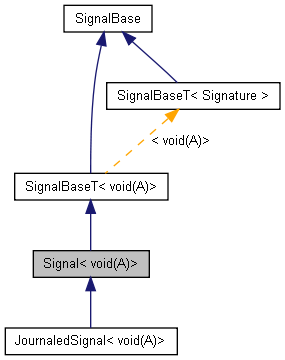 SignalBase
SignalBaseT< Signature >
< void(A)>
SignalBaseT< void(A)>
Signal< void(A)>
JournaledSignal< void(A)>